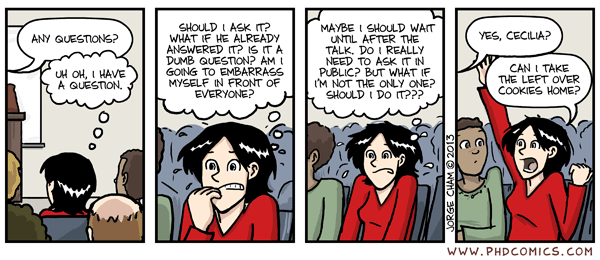 ANY QUESTIONS?
UH OH, I HAVE
A QUESTION.
SHOULD I ASK IT?
WHAT IF HE ALREADY
ANSWERED IT? IS IT A
DUMB QUESTION? AM I
GOING TO EMBARRASS
MYSELF IN FRONT OF
EVERYONE?
MAYBE I SHOULD WAIT
UNTIL AFTER THE
TALK. DO I REALLY
NEED TO ASK IT IN
PUBLIC? BUT WHAT IF
I'M NOT THE ONLY ONE?
SHOULD I DO IT???
YES, CECILIA?
CAN I TAKE
THE LEFT OVER
COOKIES HOME?
JORGE CHAM © 2013
WWW.PHDCOMICS.COM